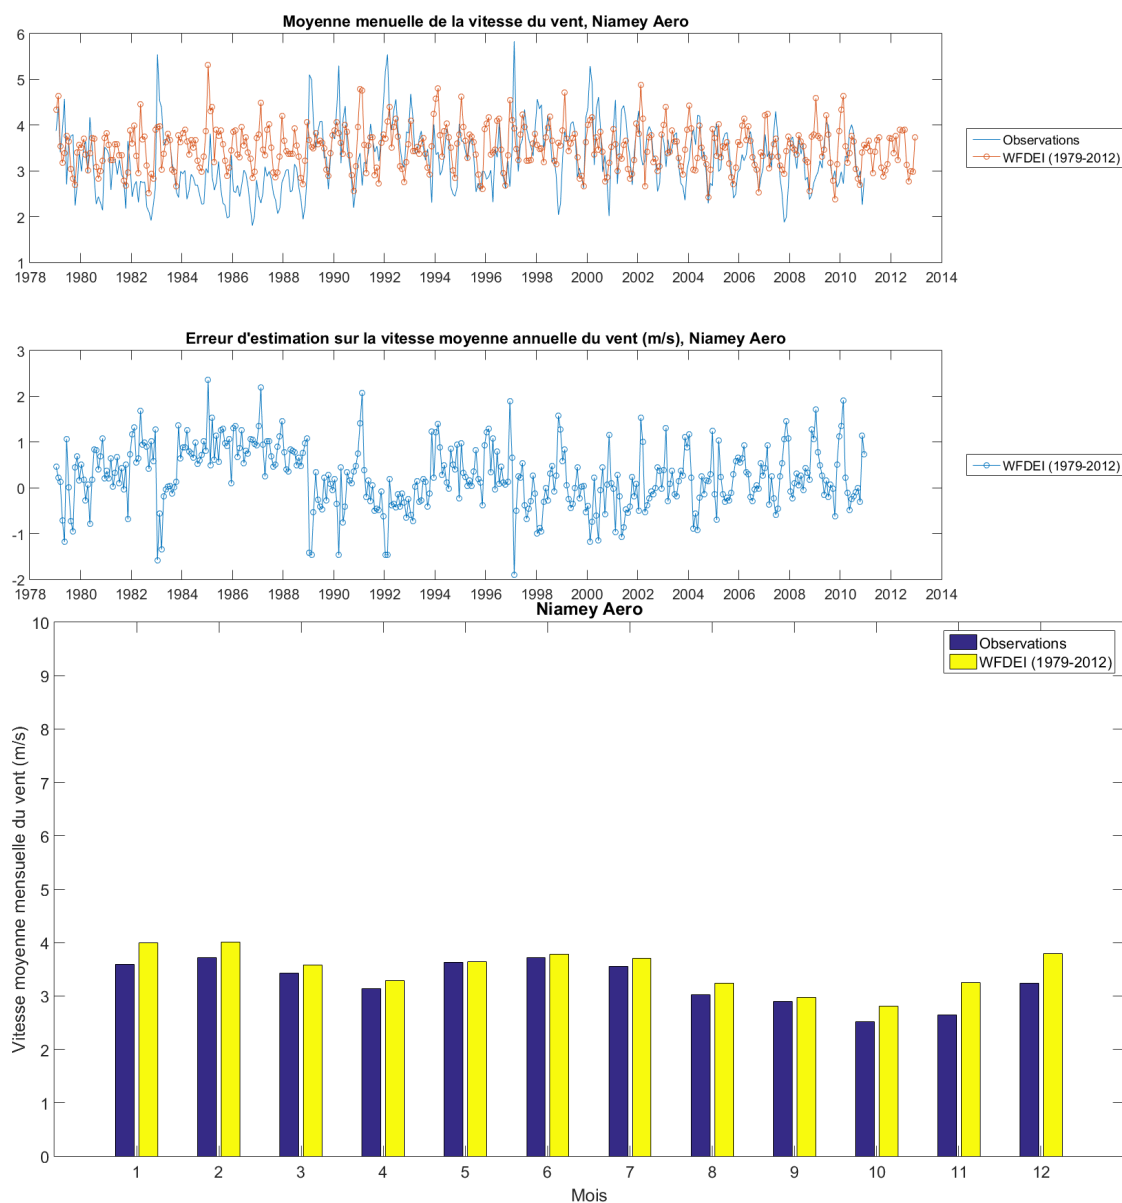 Moyenne menuelle de la vitesse du vent, Niamey Aero
6
5
4
3
2
1
1978 1980 1982 1984 1986 1988 1990 1992 1994 1996 1998 2000 2002 2004 2006 2008 2010 2012 2014
Observations
WFDEI (1979-2012)
Erreur d'estimation sur la vitesse moyenne annuelle du vent (m/s), Niamey Aero
3
2
1
0
-1
-2
1978 1980 1982 1984 1986 1988 1990 1992 1994 1996 1998 2000 2002 2004 2006 2008 2010 2012 2014
WFDEI (1979-2012)
Niamey Aero
10
9
8
7
6
5
4
3
2
1
0
Vitesse moyenne mensuelle du vent (m/s)
Observations
WFDEI (1979-2012)
1 2 3 4 5 6 7 8 9 10 11 12
Mois